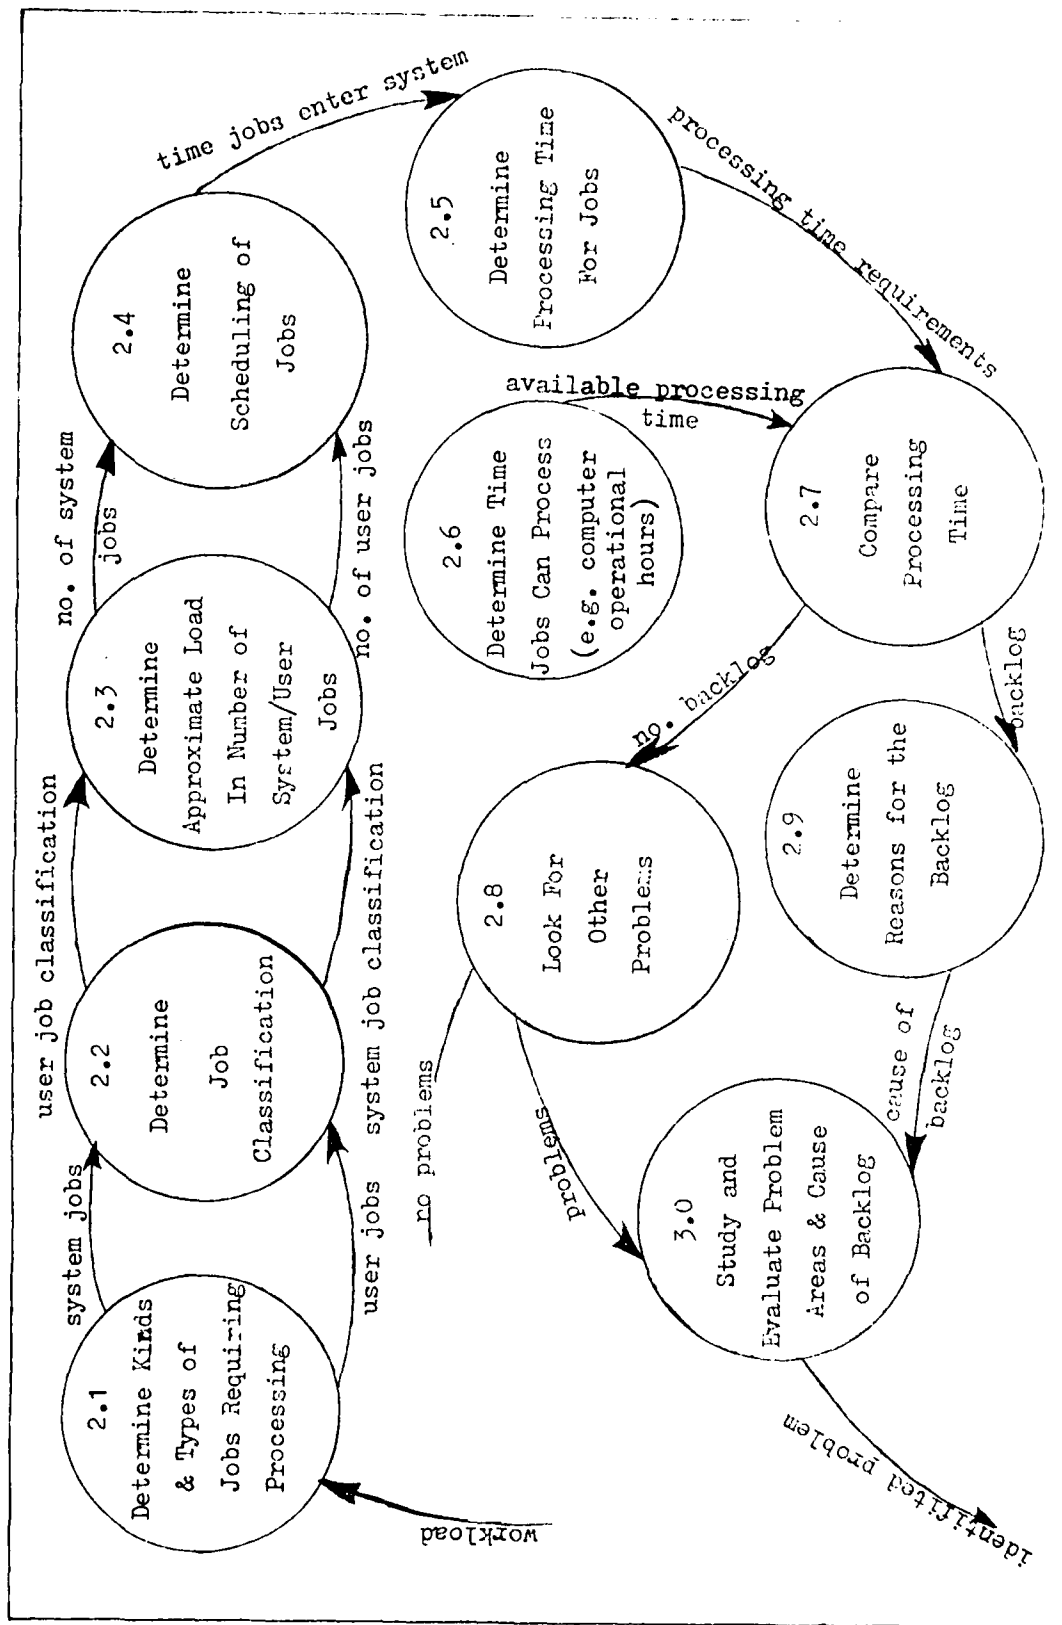 2.1
Determine Kinds
& Types of
Jobs Requiring
Processing
workload
system jobs
user jobs
2.2
Determine
Job
Classification
user job classification
system job classification
2.3
Determine
Approximate Load
In Number of
System/User
Jobs
no. of system
jobs
no. of user jobs
2.4
Determine
Scheduling of
Jobs
time jobs enter system
2.5
Determine
Processing Time
For Jobs
processing time requirements
2.6
Determine Time
Jobs Can Process
(e.g. computer
operational
hours)
available processing
time
2.7
Compare
Processing
Time
no. backlog
backlog
2.8
Look For
Other
Problems
no problems
problems
2.9
Determine
Reasons for the
Backlog
cause of
backlog
3.0
Study and
Evaluate Problem
Areas & Cause
of Backlog
identifited problem